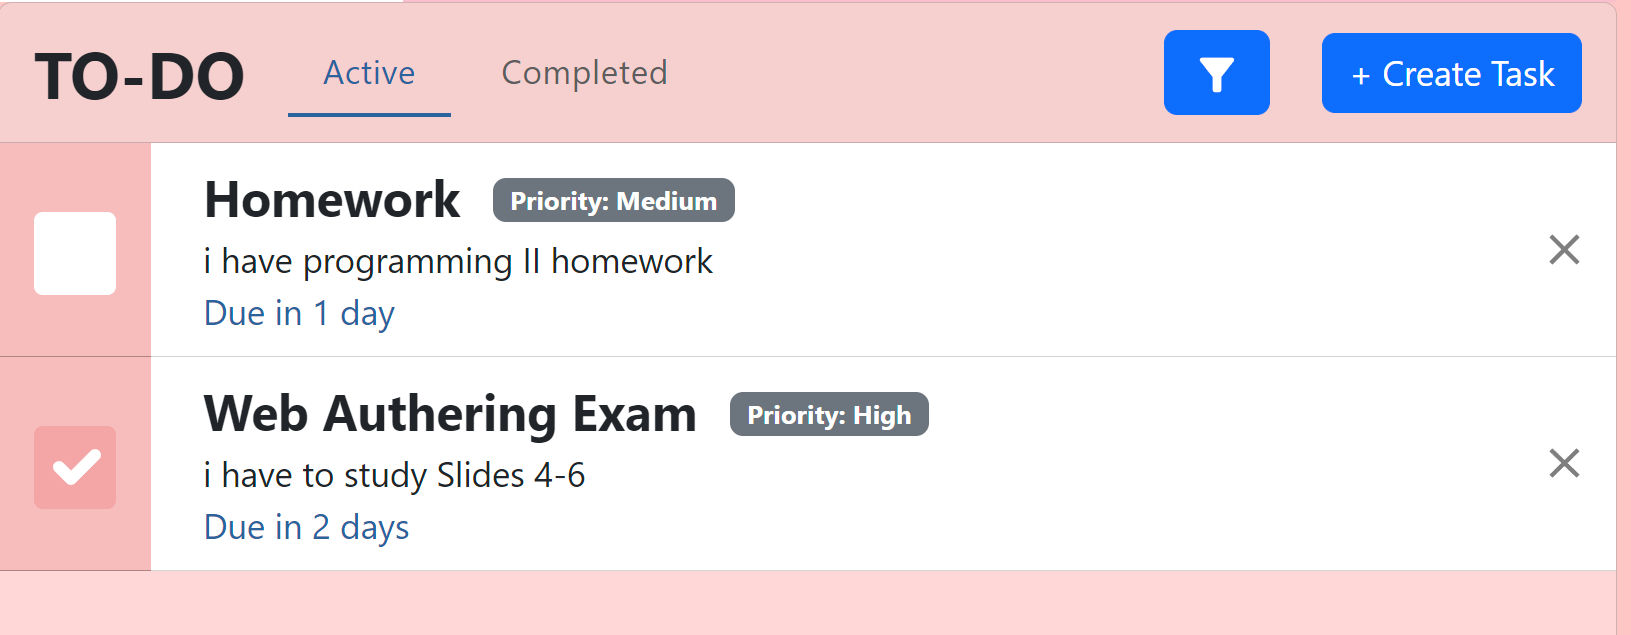 TO-DO Active Completed + Create Task
Homework Priority: Medium
i have programming II homework
Due in 1 day
Web Authering Exam Priority: High
i have to study Slides 4-6
Due in 2 days